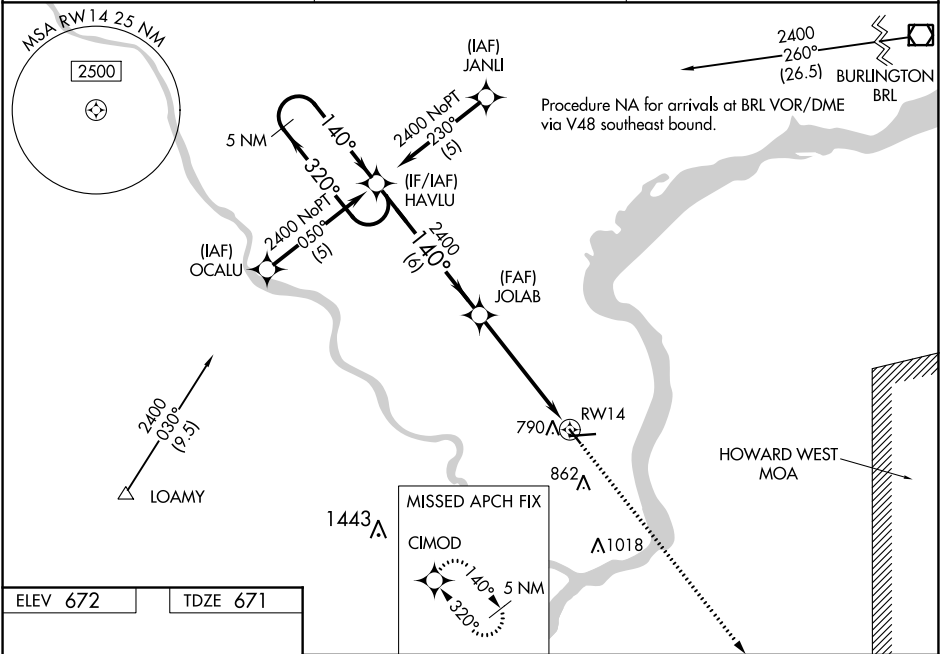 MSA RW14 25 NM
2500
(IAF)
JANLI
2400
260°
(26.5)
BURLINGTON
BRL
Procedure NA for arrivals at BRL VOR/DME
via V48 southeast bound.
2400 NoPT
230°
(5)
5 NM
140°
320°
(IF/IAF)
HAVLU
2400 NoPT
050°
(5)
(IAF)
OCALU
2400
140°
(6)
(FAF)
JOLAB
2400
030°
(9.5)
LOAMY
790
RW14
862
HOWARD WEST
MOA
1443
1018
MISSED APCH FIX
CIMOD
140°
5 NM
320°
ELEV 672
TDZE 671